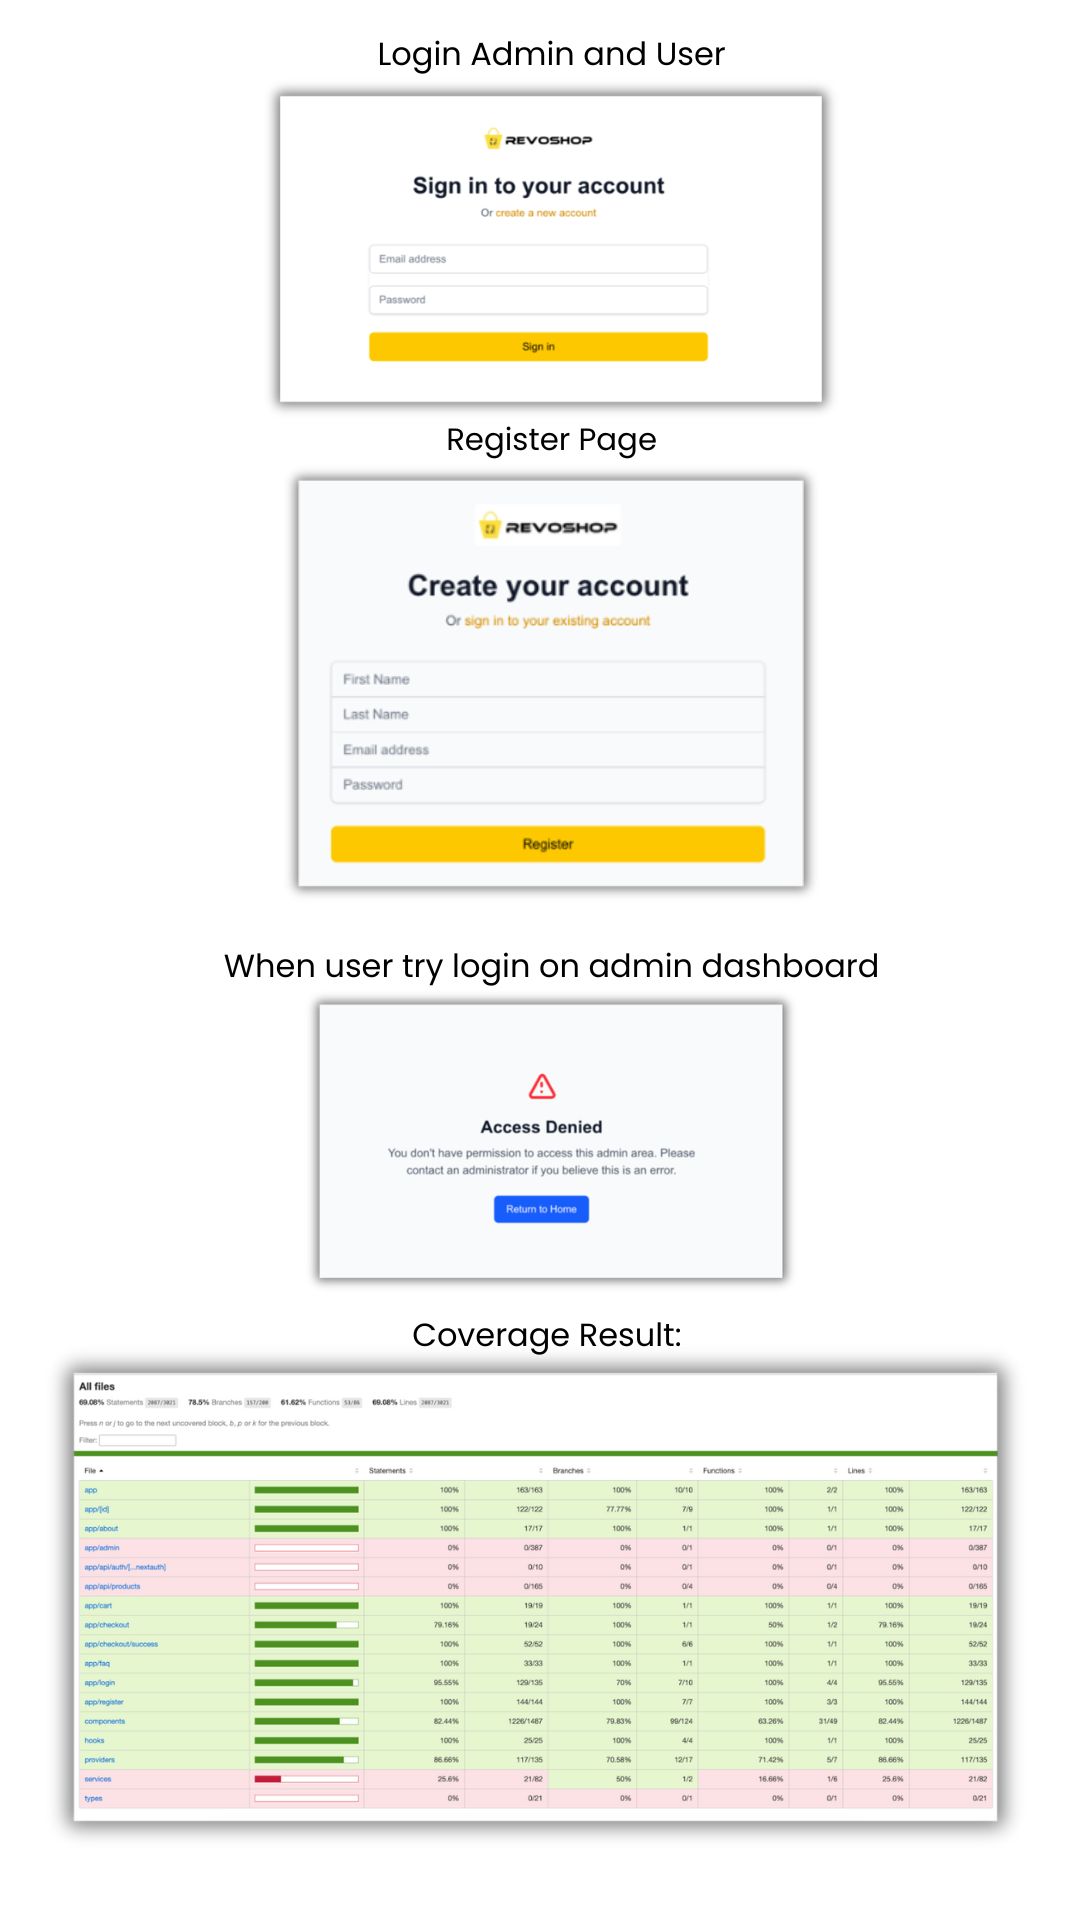 Login Admin and User
REVOSHOP
Sign in to your account
Or create a new account
Email address
Password
Sign in
Register Page
REVOSHOP
Create your account
Or sign in to your existing account
First Name
Last Name
Email address
Password
Register
When user try login on admin dashboard
Access Denied
You don't have permission to access this admin area. Please
contact an administrator if you believe this is an error.
Return to Home
Coverage Result:
All files
69.08% Statements 2087/3021 78.5% Branches 157/200 61.62% Functions 53/86 69.08% Lines 2087/3021
Press n or j to go to the next uncovered block, b, p or k for the previous block.
Filter:
File Statements Branches Functions Lines
app 100% 163/163 100% 10/10 100% 2/2 100% 163/163
app/[id] 100% 122/122 77.77% 7/9 100% 1/1 100% 122/122
app/about 100% 17/17 100% 1/1 100% 1/1 100% 17/17
app/admin 0% 0/387 0% 0/1 0% 0/1 0% 0/387
app/api/auth/[...nextauth] 0% 0/10 0% 0/1 0% 0/1 0% 0/10
app/api/products 0% 0/165 0% 0/4 0% 0/4 0% 0/165
app/cart 100% 19/19 100% 1/1 100% 1/1 100% 19/19
app/checkout 79.16% 19/24 100% 1/1 50% 1/2 79.16% 19/24
app/checkout/success 100% 52/52 100% 6/6 100% 1/1 100% 52/52
app/faq 100% 33/33 100% 1/1 100% 1/1 100% 33/33
app/login 95.55% 129/135 70% 7/10 100% 4/4 95.55% 129/135
app/register 100% 144/144 100% 7/7 100% 3/3 100% 144/144
components 82.44% 1226/1487 79.83% 99/124 63.26% 31/49 82.44% 1226/1487
hooks 100% 25/25 100% 4/4 100% 1/1 100% 25/25
providers 86.66% 117/135 70.58% 12/17 71.42% 5/7 86.66% 117/135
services 25.6% 21/82 50% 1/2 16.66% 1/6 25.6% 21/82
types 0% 0/21 0% 0/1 0% 0/1 0% 0/21